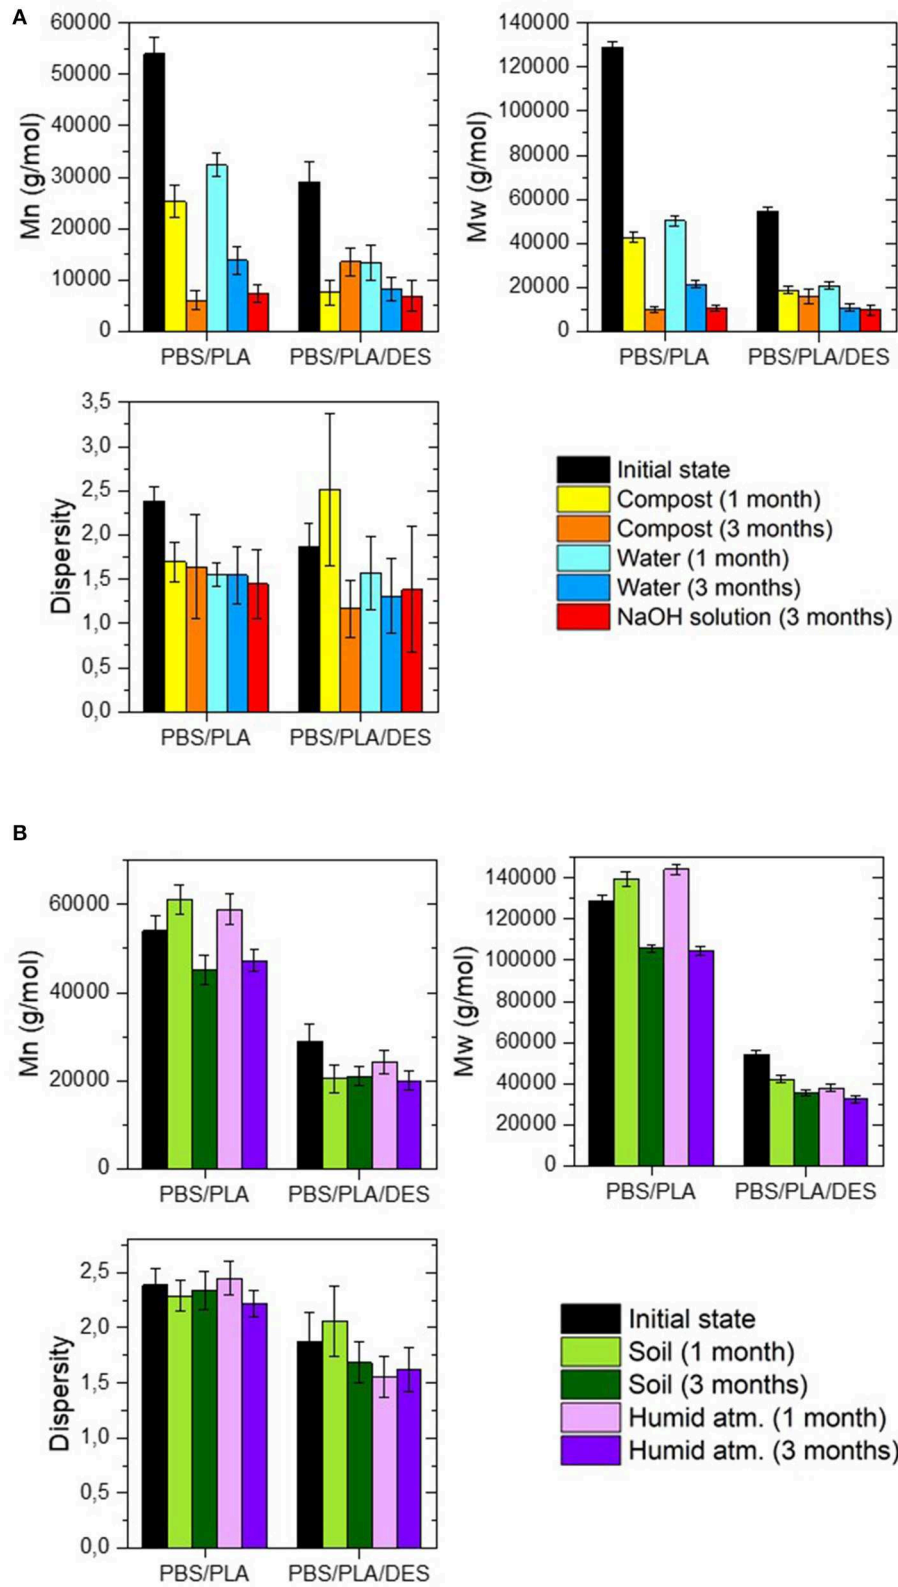 A
Mn (g/mol)
60000
50000
40000
30000
20000
10000
0
PBS/PLA PBS/PLA/DES
Mw (g/mol)
140000
120000
100000
80000
60000
40000
20000
0
PBS/PLA PBS/PLA/DES
Dispersity
3,5
3,0
2,5
2,0
1,5
1,0
0,5
0,0
PBS/PLA PBS/PLA/DES
Initial state
Compost (1 month)
Compost (3 months)
Water (1 month)
Water (3 months)
NaOH solution (3 months)
B
Mn (g/mol)
60000
40000
20000
0
PBS/PLA PBS/PLA/DES
Mw (g/mol)
140000
120000
100000
80000
60000
40000
20000
0
PBS/PLA PBS/PLA/DES
Dispersity
2,5
2,0
1,5
1,0
0,5
0,0
PBS/PLA PBS/PLA/DES
Initial state
Soil (1 month)
Soil (3 months)
Humid atm. (1 month)
Humid atm. (3 months)